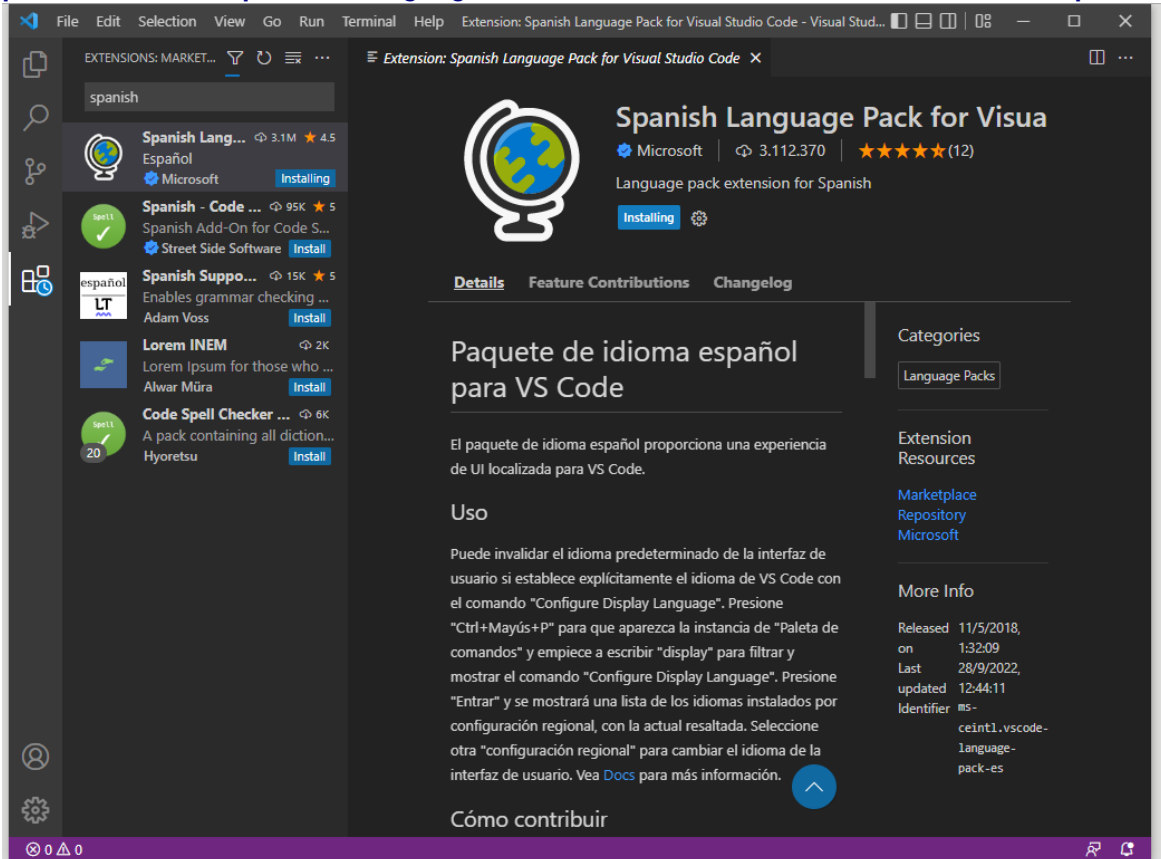 File Edit Selection View Go Run Terminal Help Extension: Spanish Language Pack for Visual Studio Code - Visual Stud...
EXTENSIONS: MARKET...
Extension: Spanish Language Pack for Visual Studio Code
spanish
Spanish Lang... 3.1M ★ 4.5
Español
Microsoft Installing
Spell
Spanish - Code ... 95K ★ 5
Spanish Add-On for Code S...
Street Side Software Install
español
LT
Spanish Suppo... 15K ★ 5
Enables grammar checking ...
Adam Voss Install
Lorem INEM 2K
Lorem Ipsum for those who ...
Alwar Mūra Install
Spell
20
Code Spell Checker ... 6K
A pack containing all diction...
Hyoretsu Install
Spanish Language Pack for Visua
Microsoft 3.112.370 ★★★★★(12)
Language pack extension for Spanish
Installing
Details Feature Contributions Changelog
Paquete de idioma español
para VS Code
El paquete de idioma español proporciona una experiencia
de UI localizada para VS Code.
Uso
Puede invalidar el idioma predeterminado de la interfaz de
usuario si establece explícitamente el idioma de VS Code con
el comando "Configure Display Language". Presione
"Ctrl+Mayús+P" para que aparezca la instancia de "Paleta de
comandos" y empiece a escribir "display" para filtrar y
mostrar el comando "Configure Display Language". Presione
"Entrar" y se mostrará una lista de los idiomas instalados por
configuración regional, con la actual resaltada. Seleccione
otra "configuración regional" para cambiar el idioma de la
interfaz de usuario. Vea Docs para más información.
Cómo contribuir
Categories
Language Packs
Extension
Resources
Marketplace
Repository
Microsoft
More Info
Released 11/5/2018,
on 1:32:09
Last 28/9/2022,
updated 12:44:11
Identifier ms-
ceintl.vscode-
language-
pack-es
0 0